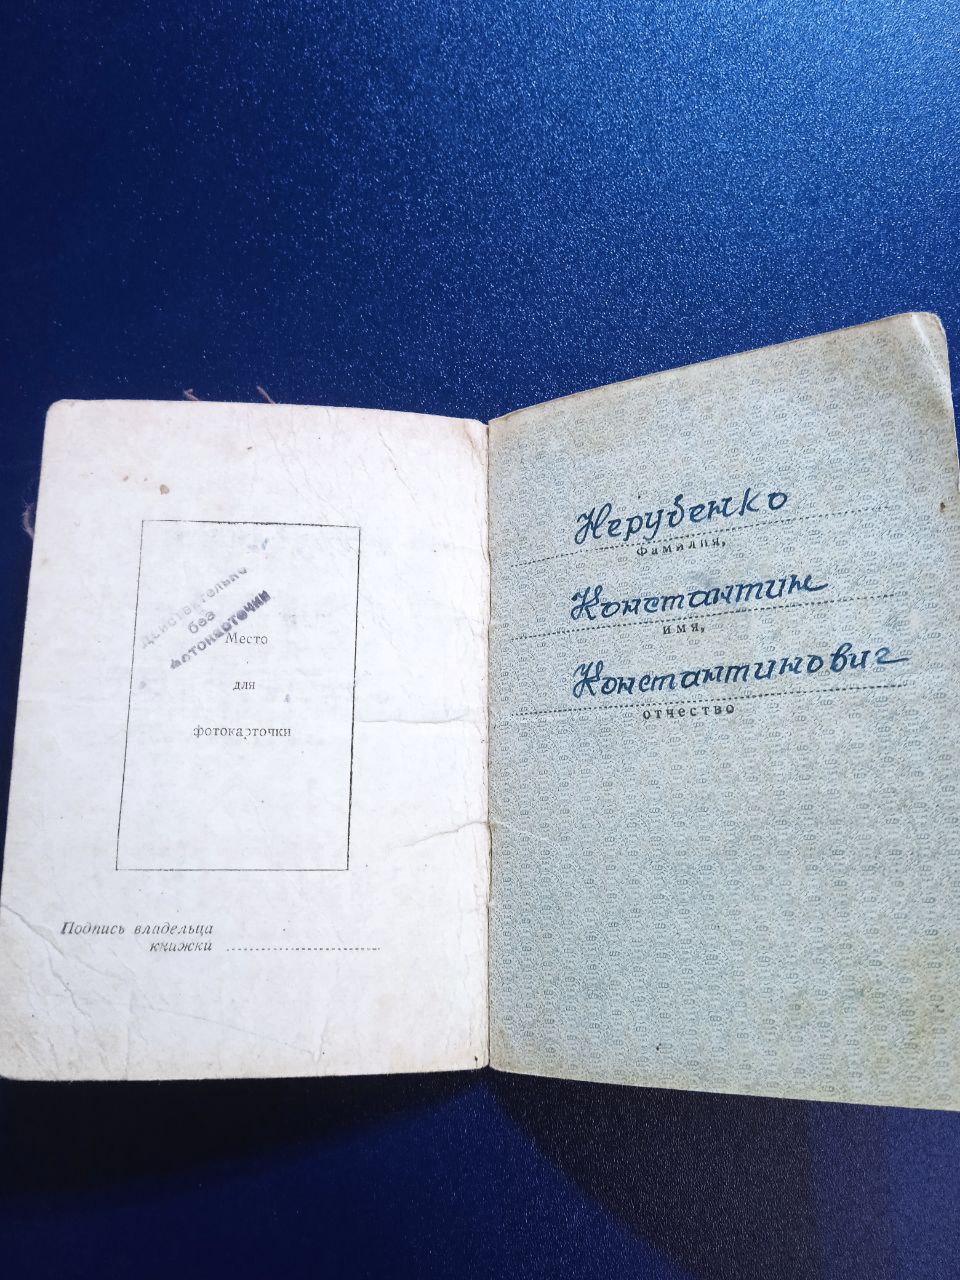 Действительно
без
фотокарточки
Место
для
фотокарточки
Подпись владельца
книжки
Нерубенко
фамилия,
Константин
имя,
Константинович
отчество